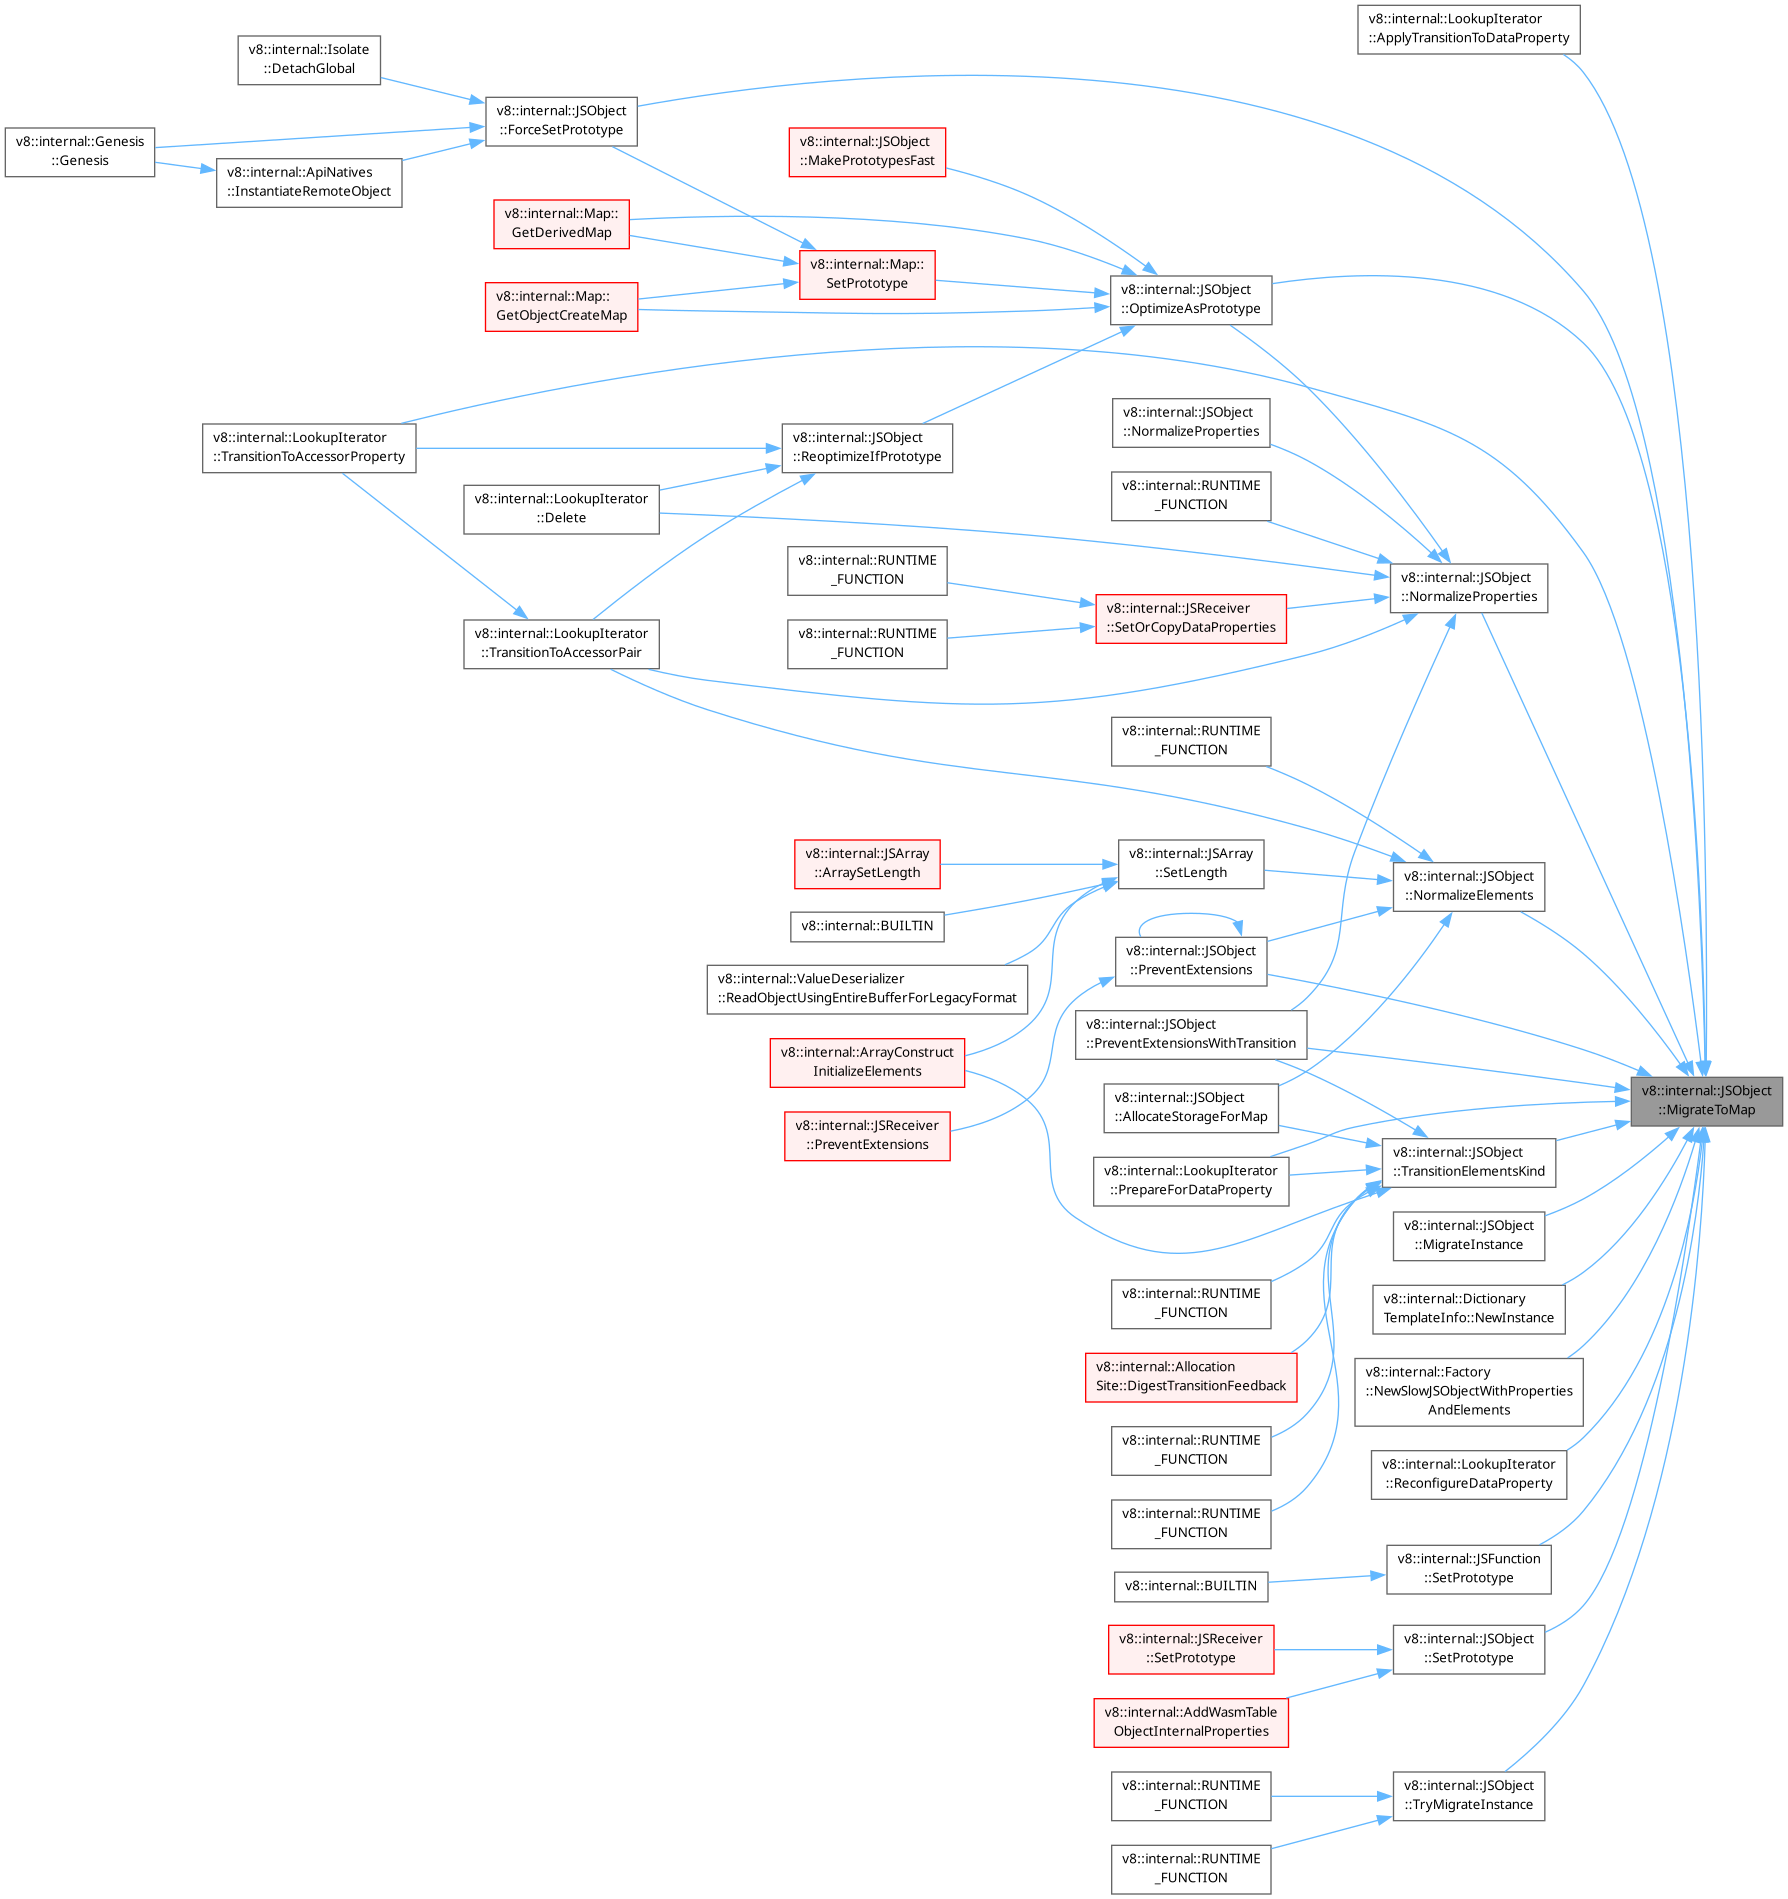 v8::internal::LookupIterator
::ApplyTransitionToDataProperty
v8::internal::Isolate
::DetachGlobal
v8::internal::JSObject
::ForceSetPrototype
v8::internal::Genesis
::Genesis
v8::internal::ApiNatives
::InstantiateRemoteObject
v8::internal::JSObject
::MakePrototypesFast
v8::internal::Map::
GetDerivedMap
v8::internal::Map::
SetPrototype
v8::internal::Map::
GetObjectCreateMap
v8::internal::JSObject
::OptimizeAsPrototype
v8::internal::LookupIterator
::TransitionToAccessorProperty
v8::internal::JSObject
::ReoptimizeIfPrototype
v8::internal::JSObject
::NormalizeProperties
v8::internal::LookupIterator
::Delete
v8::internal::RUNTIME
_FUNCTION
v8::internal::RUNTIME
_FUNCTION
v8::internal::JSObject
::NormalizeProperties
v8::internal::JSReceiver
::SetOrCopyDataProperties
v8::internal::RUNTIME
_FUNCTION
v8::internal::LookupIterator
::TransitionToAccessorPair
v8::internal::RUNTIME
_FUNCTION
v8::internal::JSArray
::ArraySetLength
v8::internal::JSArray
::SetLength
v8::internal::JSObject
::NormalizeElements
v8::internal::BUILTIN
v8::internal::JSObject
::PreventExtensions
v8::internal::ValueDeserializer
::ReadObjectUsingEntireBufferForLegacyFormat
v8::internal::JSObject
::PreventExtensionsWithTransition
v8::internal::ArrayConstruct
InitializeElements
v8::internal::JSObject
::AllocateStorageForMap
v8::internal::JSObject
::MigrateToMap
v8::internal::JSReceiver
::PreventExtensions
v8::internal::JSObject
::TransitionElementsKind
v8::internal::LookupIterator
::PrepareForDataProperty
v8::internal::JSObject
::MigrateInstance
v8::internal::RUNTIME
_FUNCTION
v8::internal::Dictionary
TemplateInfo::NewInstance
v8::internal::Allocation
Site::DigestTransitionFeedback
v8::internal::Factory
::NewSlowJSObjectWithProperties
AndElements
v8::internal::RUNTIME
_FUNCTION
v8::internal::LookupIterator
::ReconfigureDataProperty
v8::internal::RUNTIME
_FUNCTION
v8::internal::JSFunction
::SetPrototype
v8::internal::BUILTIN
v8::internal::JSReceiver
::SetPrototype
v8::internal::JSObject
::SetPrototype
v8::internal::AddWasmTable
ObjectInternalProperties
v8::internal::RUNTIME
_FUNCTION
v8::internal::JSObject
::TryMigrateInstance
v8::internal::RUNTIME
_FUNCTION